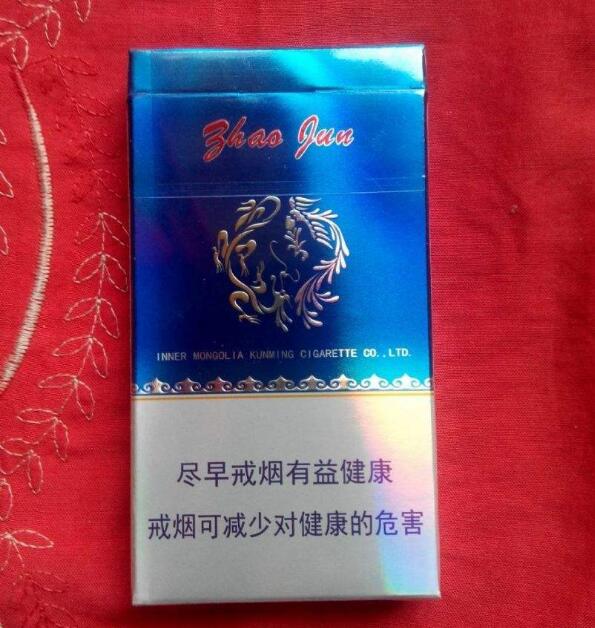 Zhao Jun
INNER MONGOLIA KUNMING CIGARETTE CO.,LTD.
尽早戒烟有益健康
戒烟可减少对健康的危害